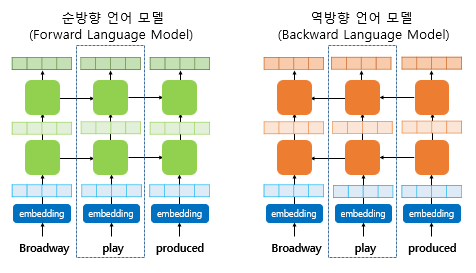 순방향 언어 모델
(Forward Language Model)
embedding
embedding
embedding
Broadway
play
produced
역방향 언어 모델
(Backward Language Model)
embedding
embedding
embedding
Broadway
play
produced